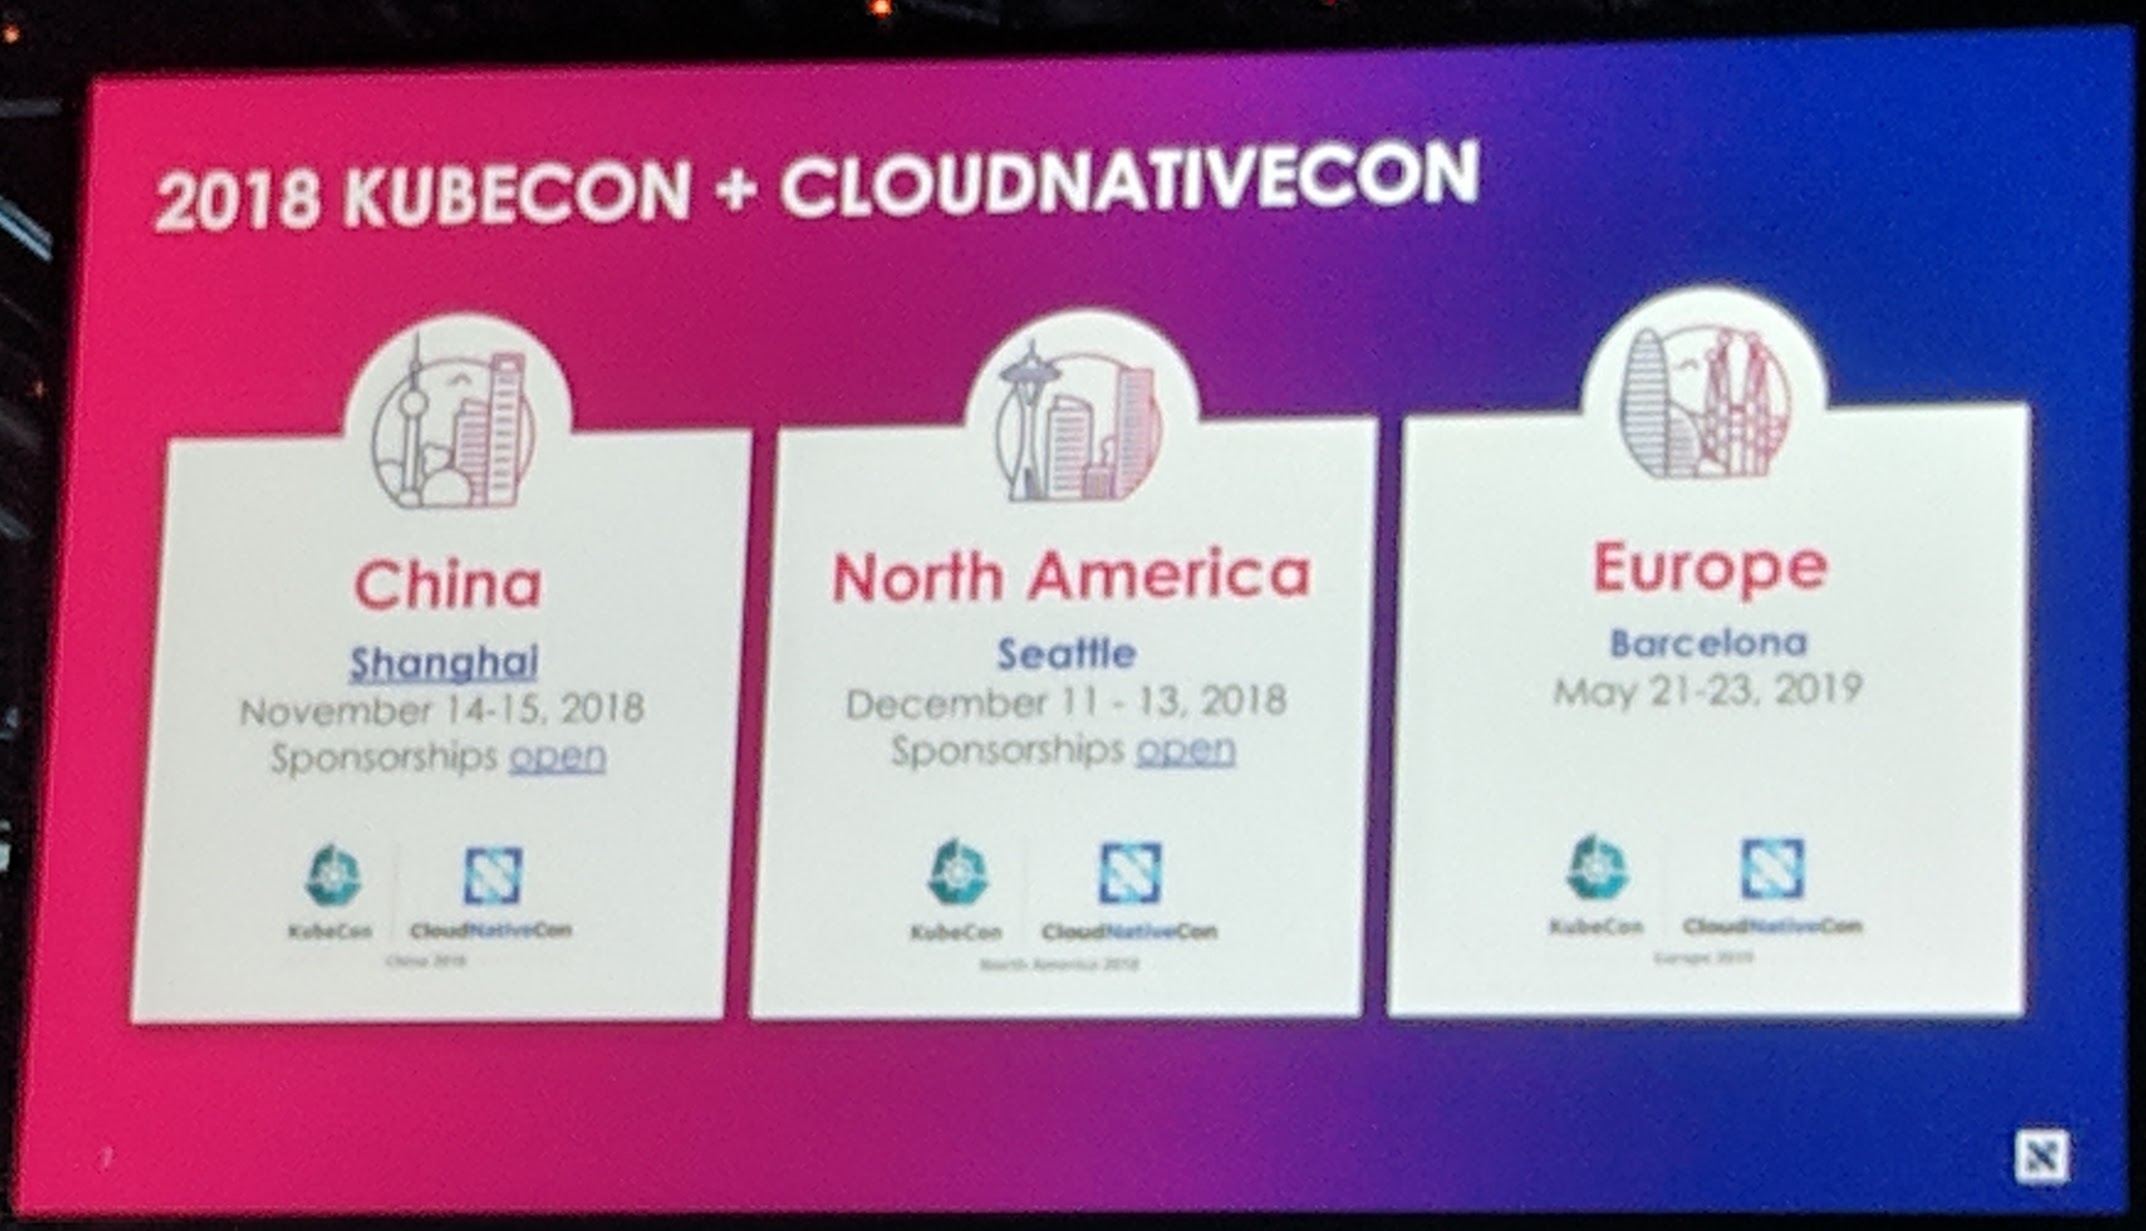 2018 KUBECON + CLOUDNATIVECON
China
Shanghai
November 14-15, 2018
Sponsorships open
KubeCon
CloudNativeCon
China 2018
North America
Seattle
December 11 - 13, 2018
Sponsorships open
KubeCon
CloudNativeCon
North America 2018
Europe
Barcelona
May 21-23, 2019
KubeCon
CloudNativeCon
Europe 2019